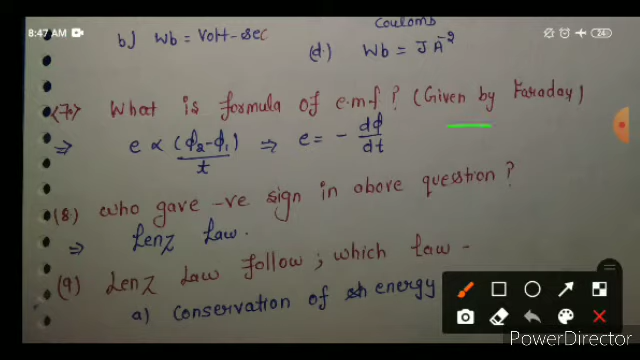 Coulomb
8:47 AM
24
b) Wb = Volt-sec
(d.) Wb = J A⁻²
(7.) What is formula of e.m.f? (Given by Faraday)
⇒ e ∝ (ϕ₂-ϕ₁)/t ⇒ e = - dϕ/dt
(8.) who gave -ve sign in above question?
⇒ Lenz Law.
(9) Lenz Law follow; which law -
a) Conservation of energy
PowerDirector